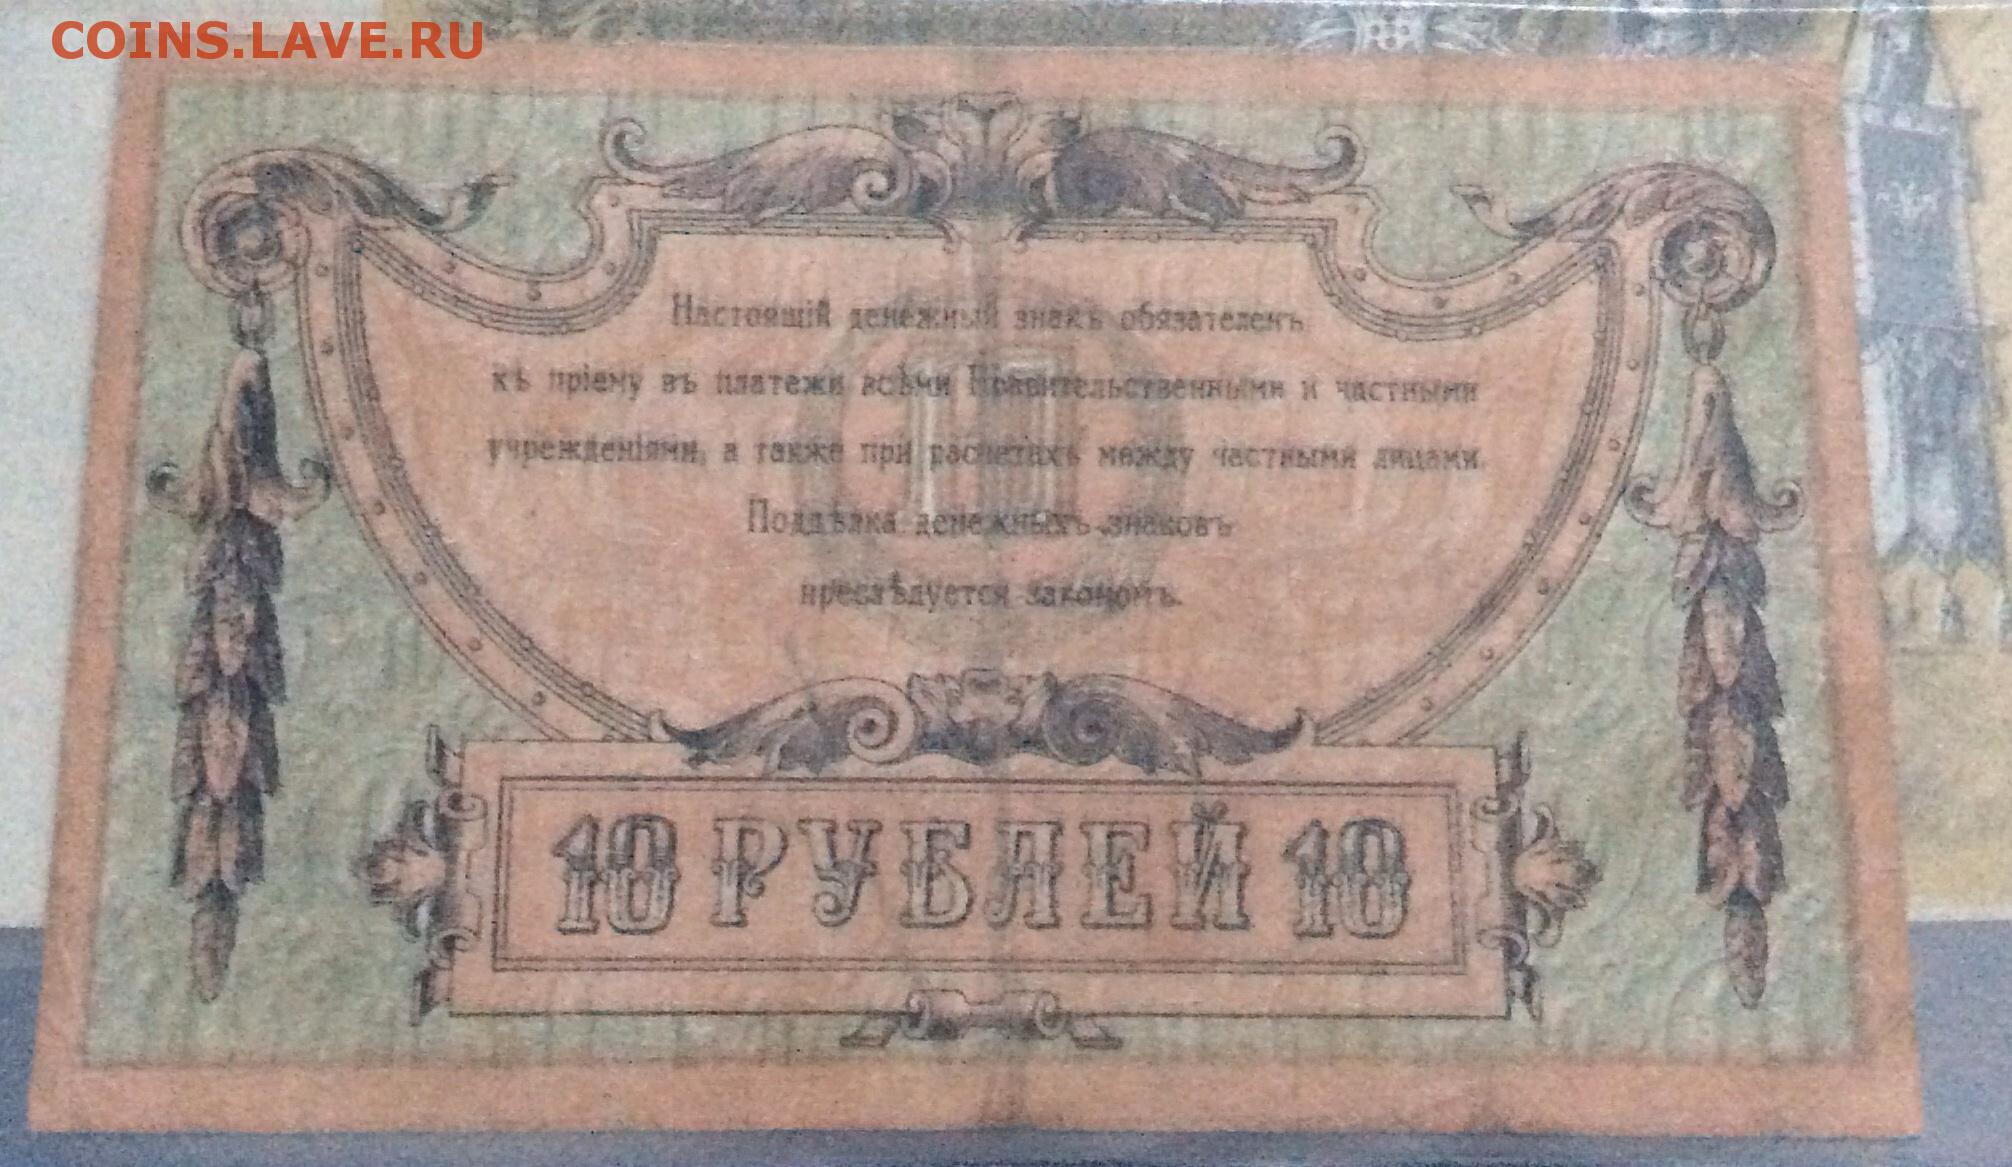 COINS.LAVE.RU
Настоящій денежный знакъ обязателенъ
къ пріему въ платежи всѣми Правительственными и частными
учрежденіями, а также при расчетахъ между частными лицами.
Поддѣлка денежныхъ знаковъ
преслѣдуется закономъ.
10 РУБЛЕЙ 10